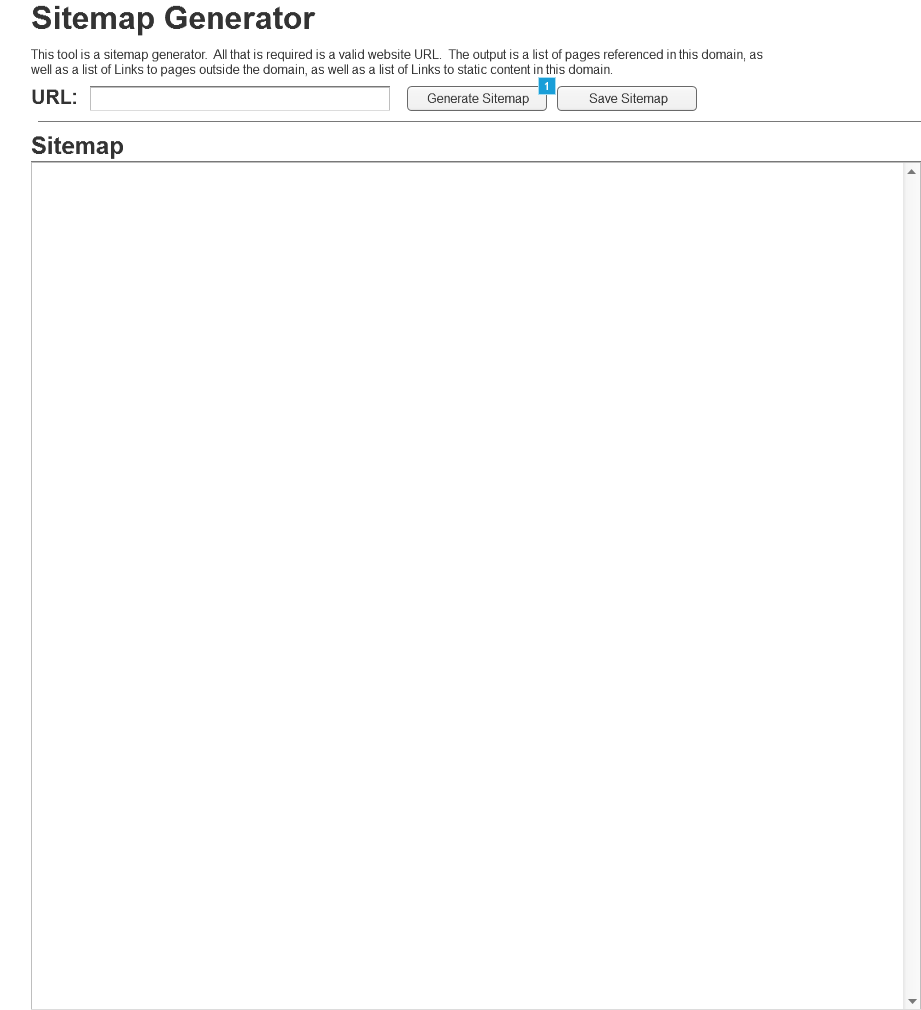 Sitemap Generator
This tool is a sitemap generator. All that is required is a valid website URL. The output is a list of pages referenced in this domain, as
well as a list of Links to pages outside the domain, as well as a list of Links to static content in this domain.
URL: Generate Sitemap 1 Save Sitemap
Sitemap